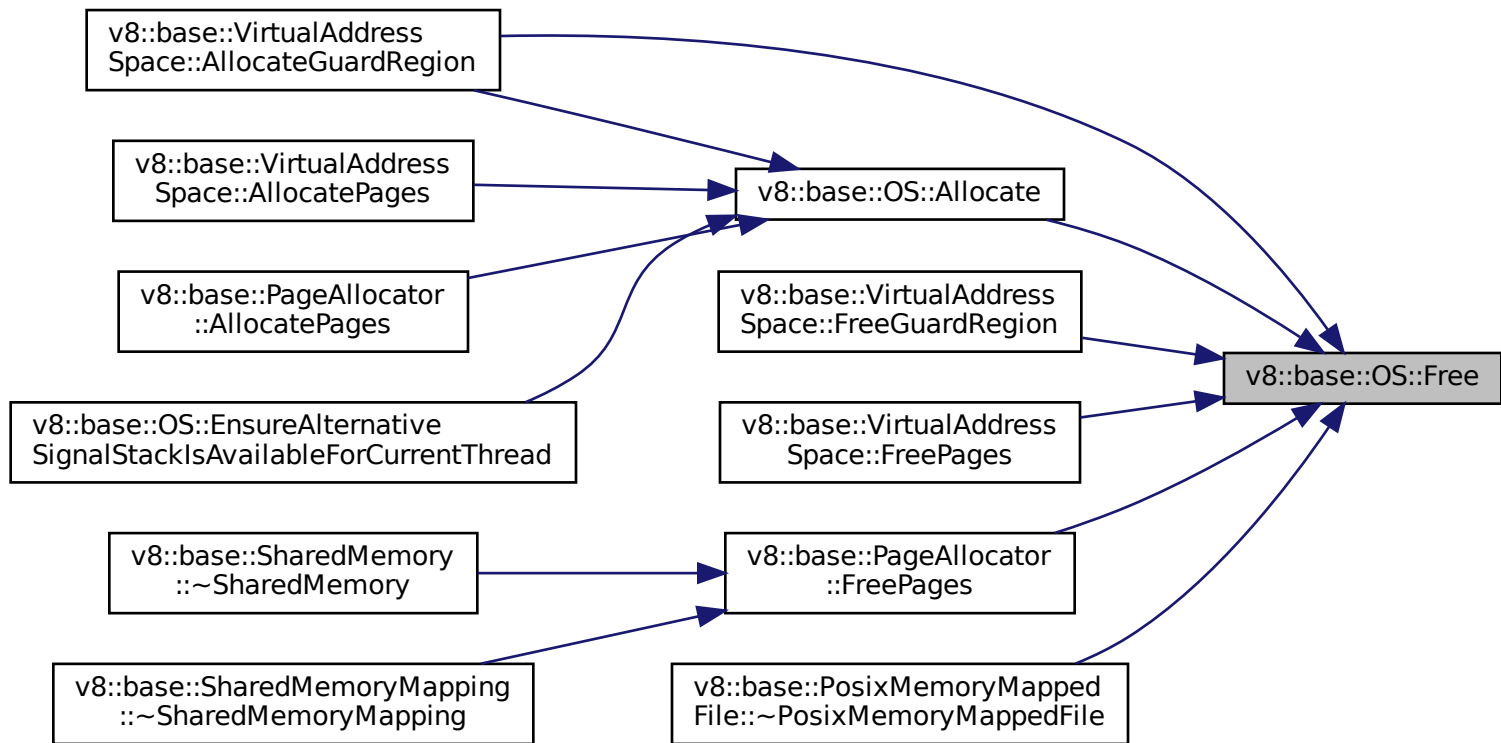 v8::base::VirtualAddress
Space::AllocateGuardRegion
v8::base::VirtualAddress
Space::AllocatePages
v8::base::OS::Allocate
v8::base::PageAllocator
::AllocatePages
v8::base::VirtualAddress
Space::FreeGuardRegion
v8::base::OS::Free
v8::base::OS::EnsureAlternative
SignalStackIsAvailableForCurrentThread
v8::base::VirtualAddress
Space::FreePages
v8::base::SharedMemory
::~SharedMemory
v8::base::PageAllocator
::FreePages
v8::base::SharedMemoryMapping
::~SharedMemoryMapping
v8::base::PosixMemoryMapped
File::~PosixMemoryMappedFile